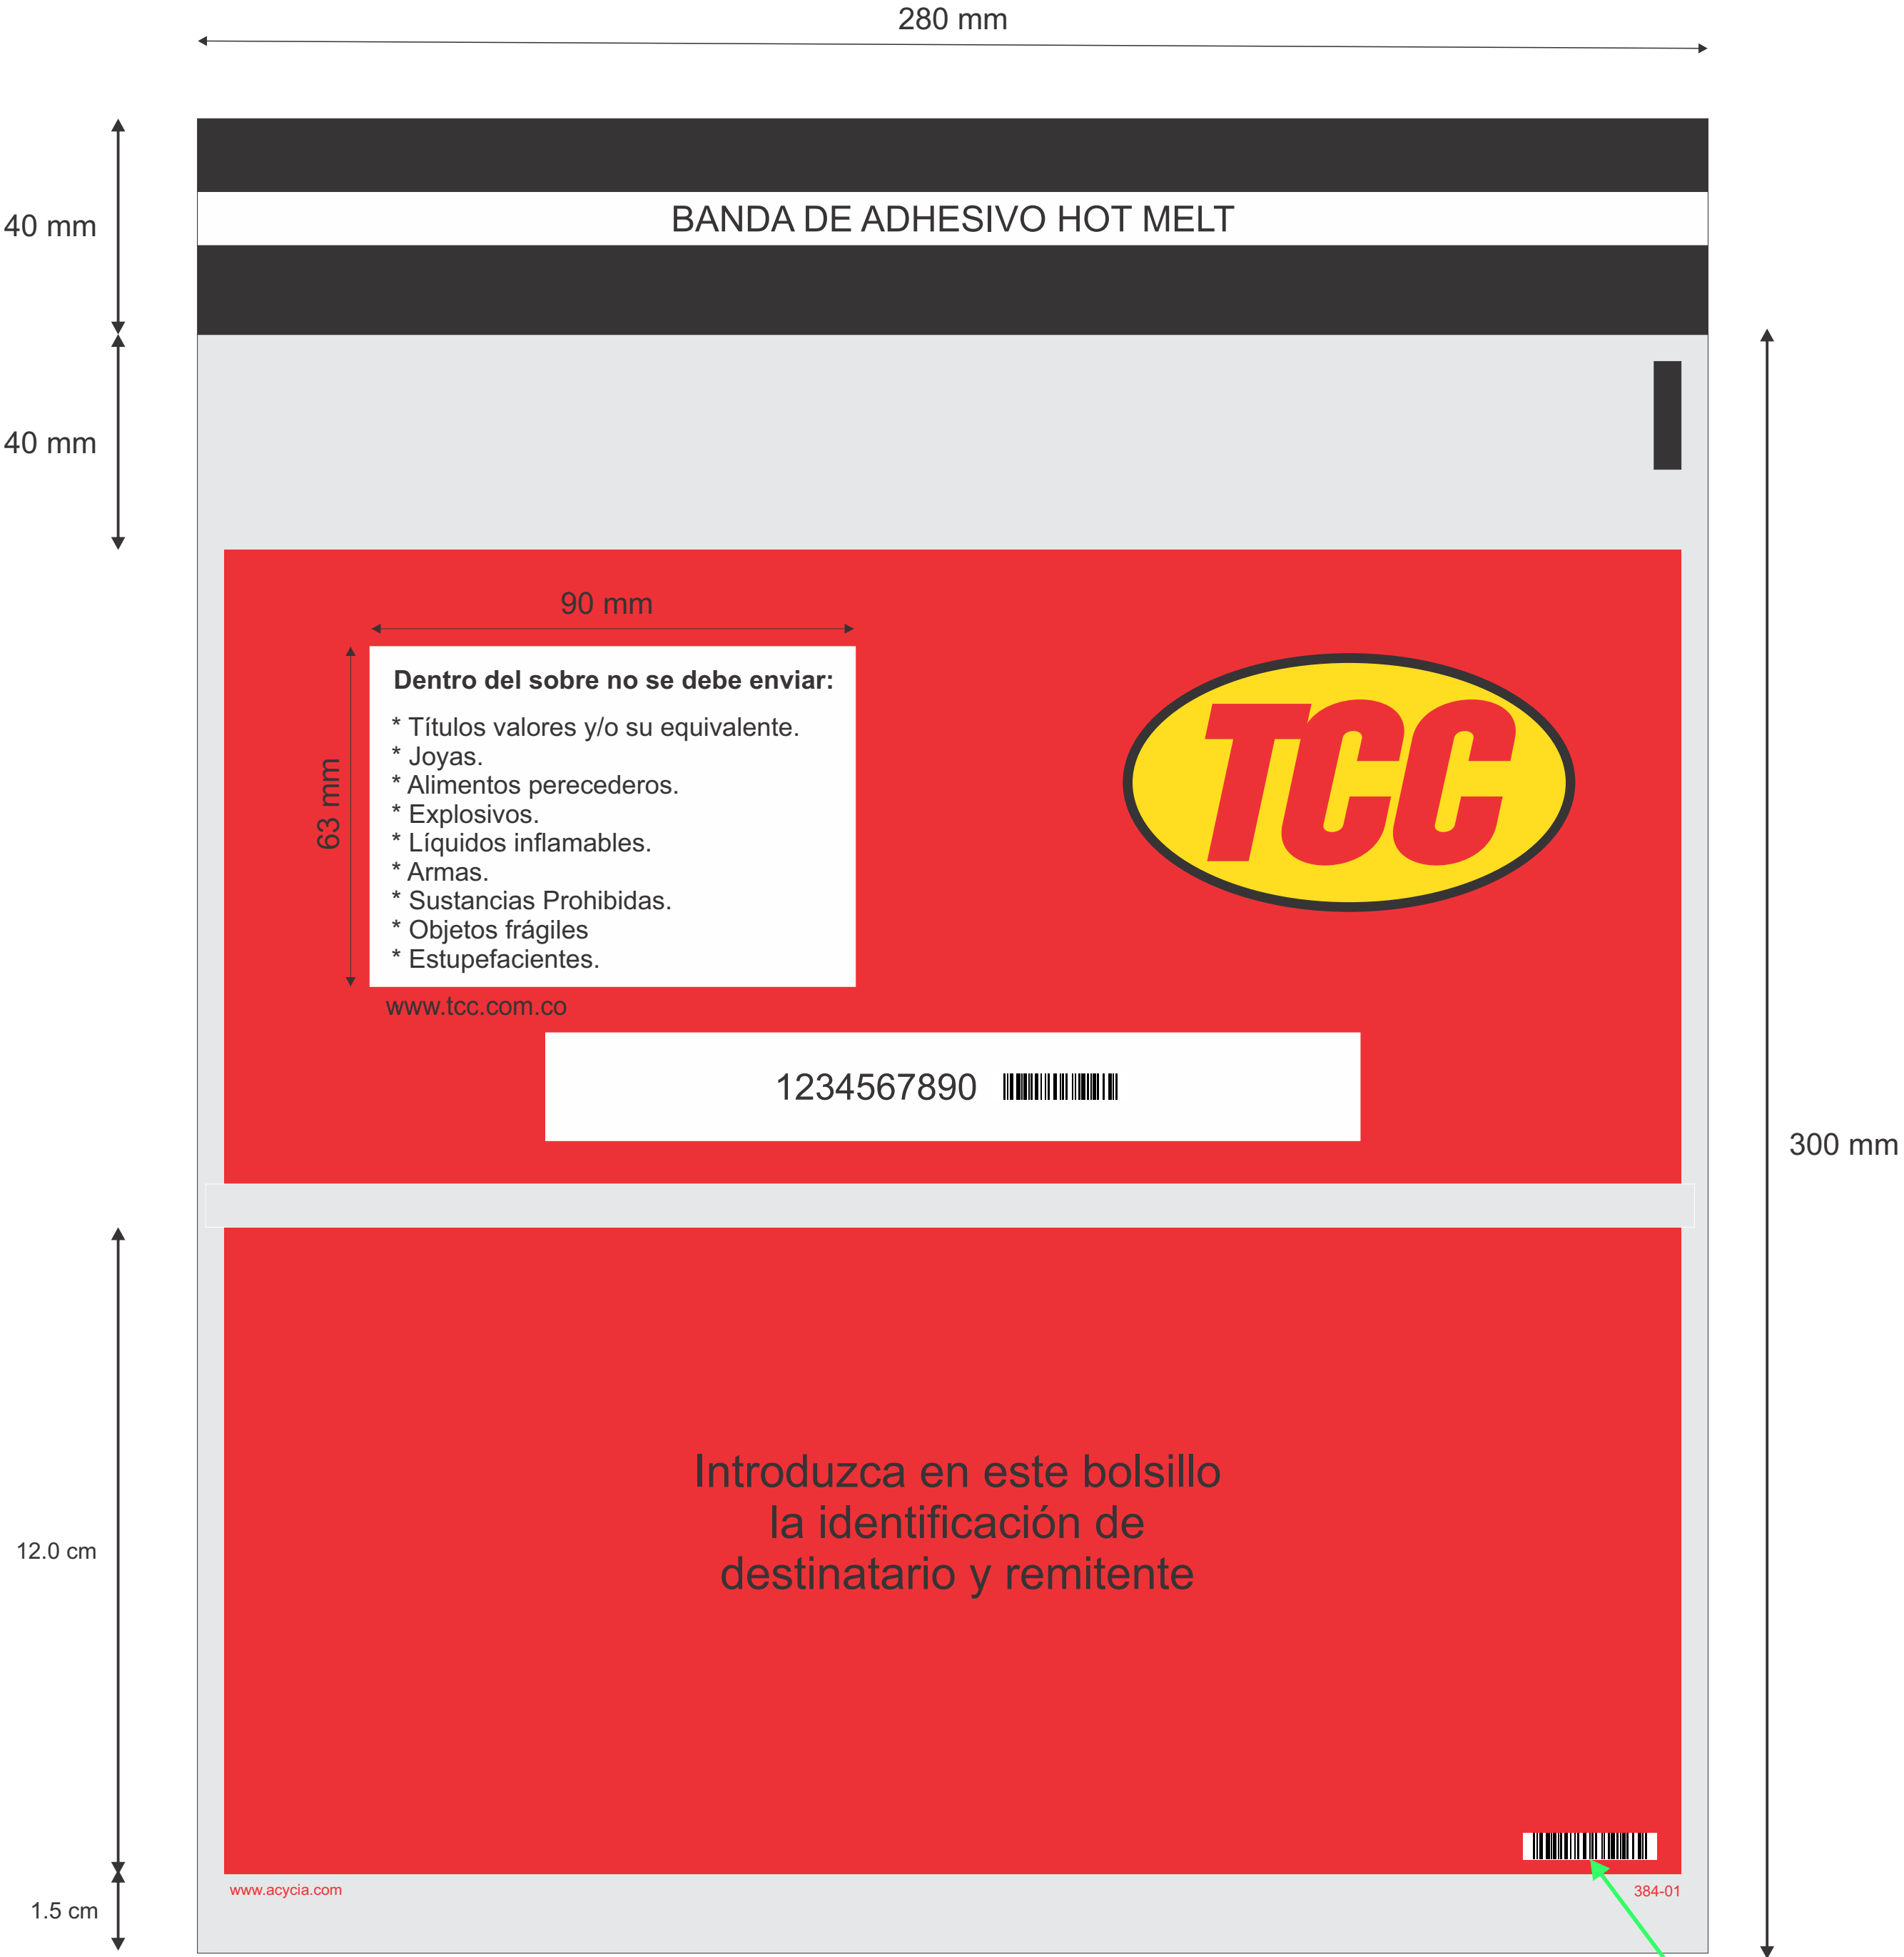 280 mm
40 mm
BANDA DE ADHESIVO HOT MELT
40 mm
90 mm
63 mm
Dentro del sobre no se debe enviar:
* Títulos valores y/o su equivalente.
* Joyas.
* Alimentos perecederos.
* Explosivos.
* Líquidos inflamables.
* Armas.
* Sustancias Prohibidas.
* Objetos frágiles
* Estupefacientes.
www.tcc.com.co
TCC
1234567890
300 mm
Introduzca en este bolsillo
la identificación de
destinatario y remitente
12.0 cm
www.acycia.com
384-01
1.5 cm